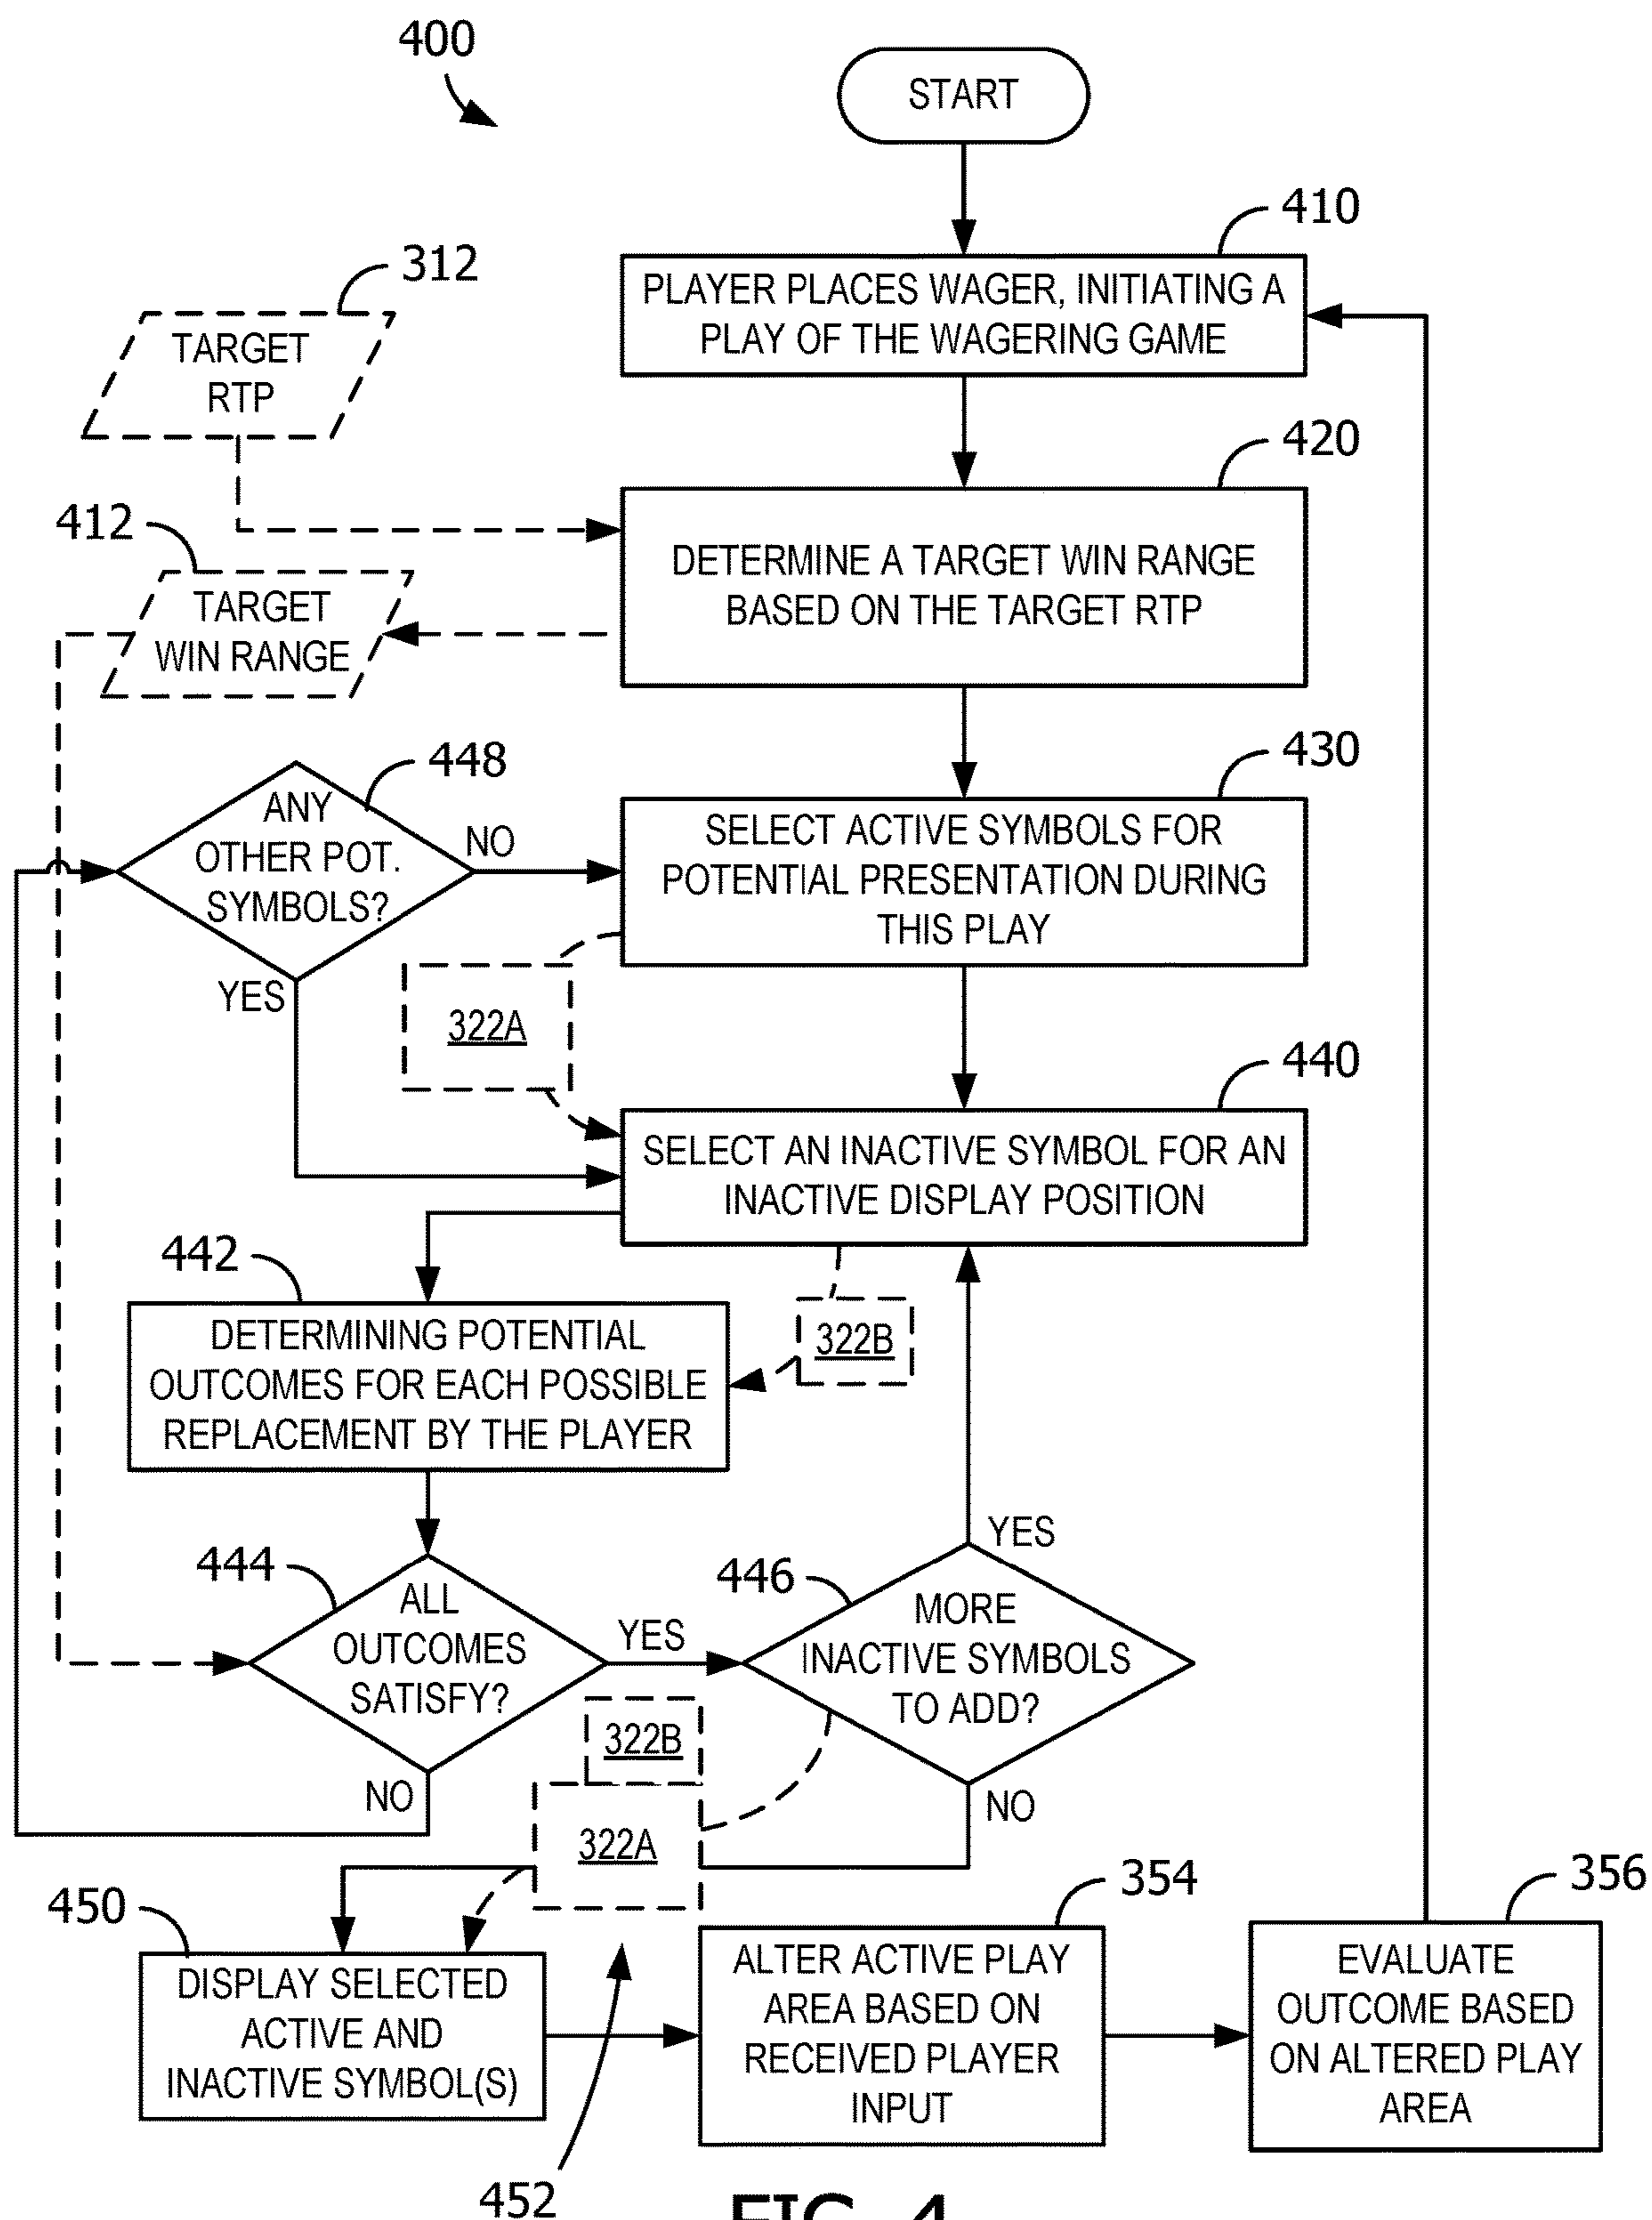 400
START
410
PLAYER PLACES WAGER, INITIATING A
PLAY OF THE WAGERING GAME
312
TARGET
RTP
420
DETERMINE A TARGET WIN RANGE
BASED ON THE TARGET RTP
412
TARGET
WIN RANGE
448
ANY
OTHER POT.
SYMBOLS?
NO
YES
430
SELECT ACTIVE SYMBOLS FOR
POTENTIAL PRESENTATION DURING
THIS PLAY
322A
440
SELECT AN INACTIVE SYMBOL FOR AN
INACTIVE DISPLAY POSITION
442
DETERMINING POTENTIAL
OUTCOMES FOR EACH POSSIBLE
REPLACEMENT BY THE PLAYER
322B
444
ALL
OUTCOMES
SATISFY?
YES
NO
446
MORE
INACTIVE SYMBOLS
TO ADD?
YES
NO
322B
322A
450
DISPLAY SELECTED
ACTIVE AND
INACTIVE SYMBOL(S)
452
354
ALTER ACTIVE PLAY
AREA BASED ON
RECEIVED PLAYER
INPUT
356
EVALUATE
OUTCOME BASED
ON ALTERED PLAY
AREA
FIG. 4